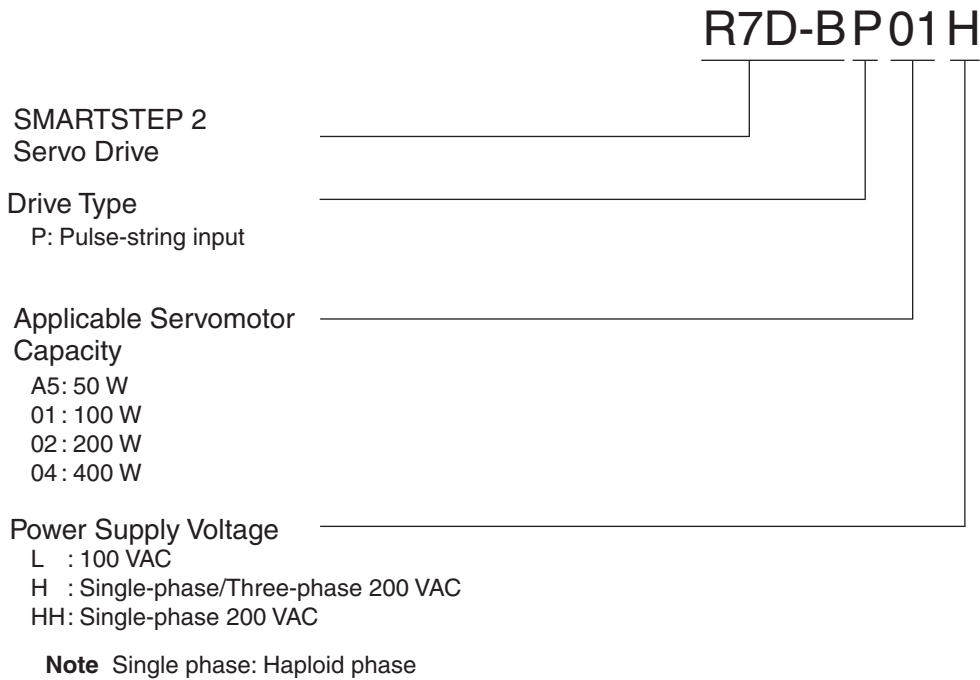 R7D-BP01H
SMARTSTEP 2
Servo Drive
Drive Type
P: Pulse-string input
Applicable Servomotor
Capacity
A5: 50 W
01: 100 W
02: 200 W
04: 400 W
Power Supply Voltage
L : 100 VAC
H : Single-phase/Three-phase 200 VAC
HH: Single-phase 200 VAC
Note Single phase: Haploid phase